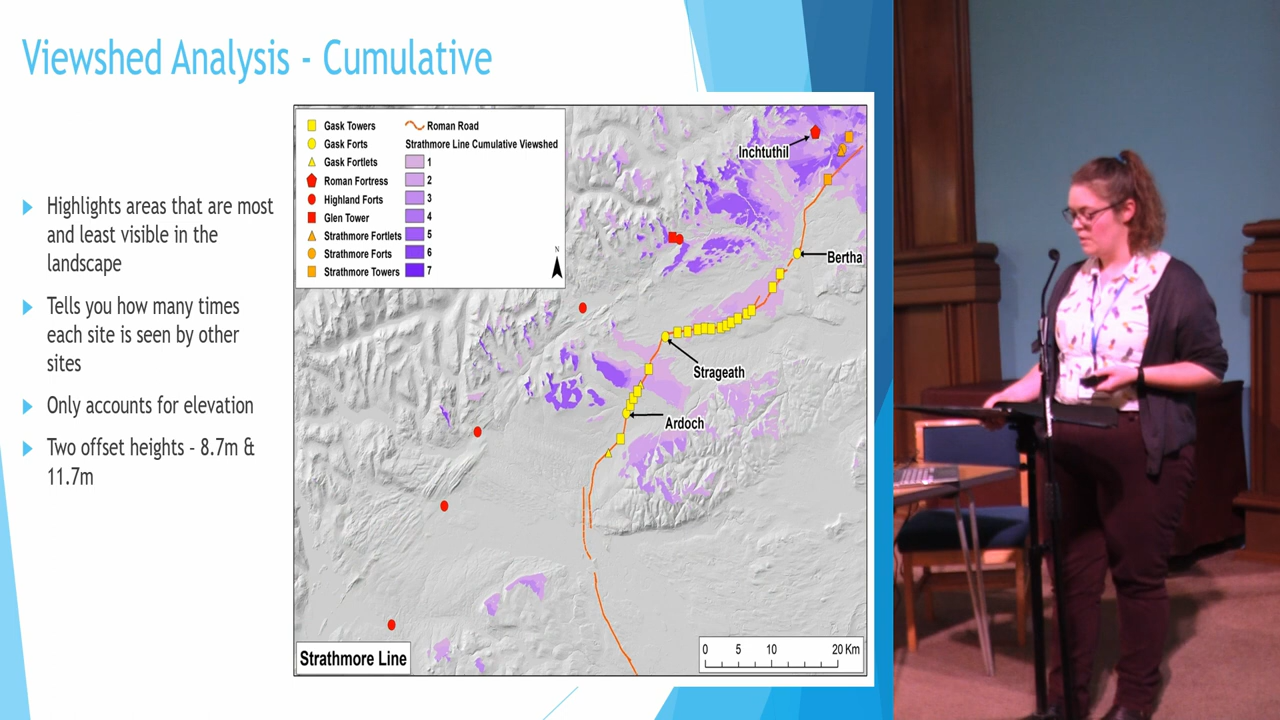 Viewshed Analysis - Cumulative
Highlights areas that are most
and least visible in the
landscape
Tells you how many times
each site is seen by other
sites
Only accounts for elevation
Two offset heights - 8.7m &
11.7m
Gask Towers
Gask Forts
Gask Fortlets
Roman Fortress
Highland Forts
Glen Tower
Strathmore Fortlets
Strathmore Forts
Strathmore Towers
Roman Road
Strathmore Line Cumulative Viewshed
1
2
3
4
5
6
7
N
Inchtuthil
Bertha
Strageath
Ardoch
Strathmore Line
0 5 10 20 Km